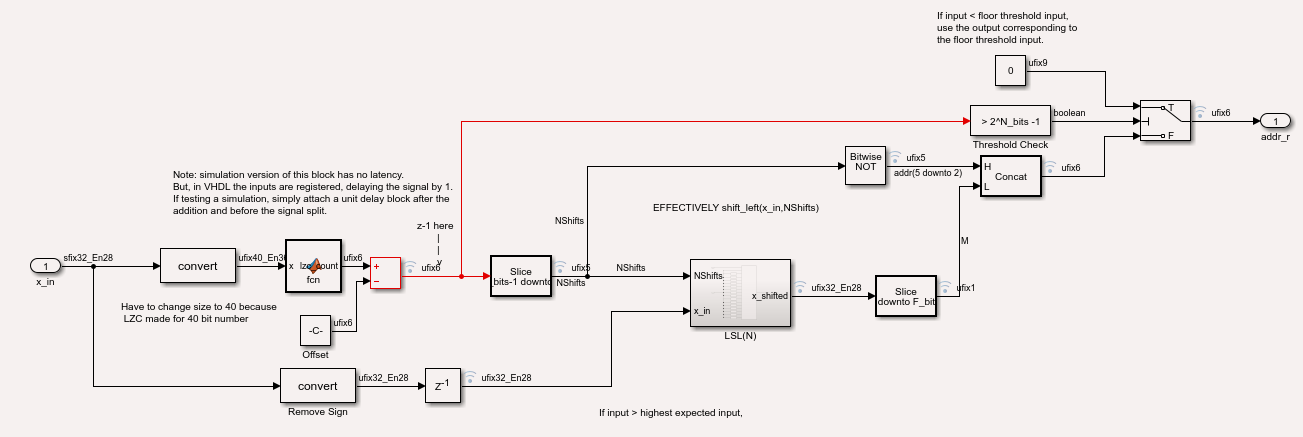 If input < floor threshold input,
use the output corresponding to
the floor threshold input.
0
ufix9
> 2^N_bits -1
boolean
Threshold Check
T
F
ufix6
1
addr_r
Bitwise
NOT
ufix5
addr(5 downto 2)
H
L
Concat
ufix6
Note: simulation version of this block has no latency.
But, in VHDL the inputs are registered, delaying the signal by 1.
If testing a simulation, simply attach a unit delay block after the
addition and before the signal split.
EFFECTIVELY shift_left(x_in,NShifts)
z-1 here
|
|
v
NShifts
M
1
x_in
sfix32_En28
convert
ufix40_En36
x
lzc_count
fcn
ufix6
+
−
ufix6
Slice
_bits-1 downto
ufix5
NShifts
NShifts
NShifts
x_in
x_shifted
LSL(N)
ufix32_En28
Slice
downto F_bit
ufix1
Have to change size to 40 because
LZC made for 40 bit number
-C-
ufix6
Offset
convert
Remove Sign
ufix32_En28
Z-1
ufix32_En28
If input > highest expected input,